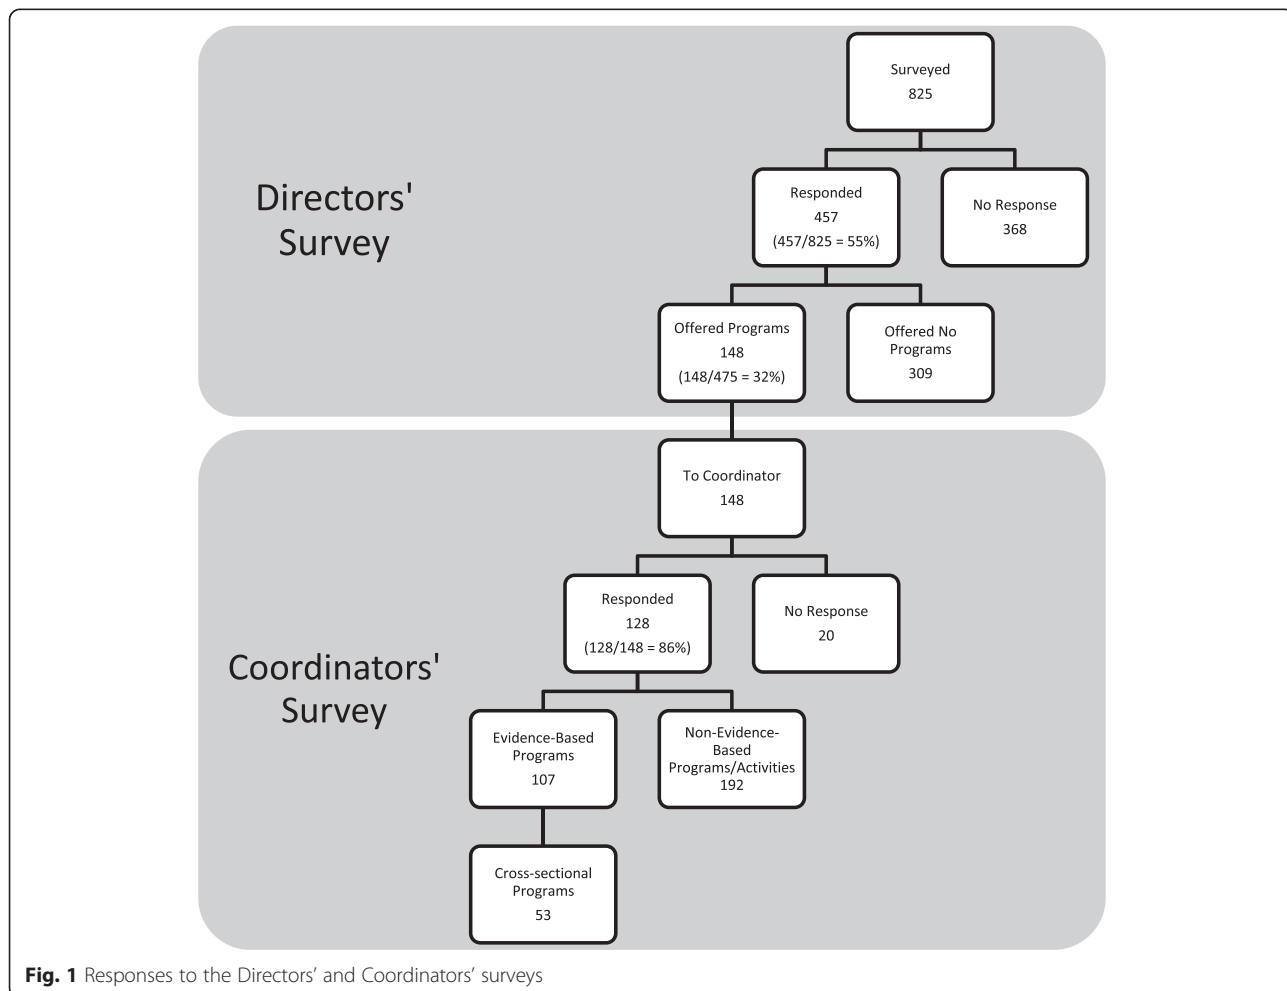 Directors'
Survey
Surveyed
825
Responded
457
(457/825 = 55%)
No Response
368
Offered Programs
148
(148/475 = 32%)
Offered No
Programs
309
Coordinators'
Survey
To Coordinator
148
Responded
128
(128/148 = 86%)
No Response
20
Evidence-Based
Programs
107
Non-Evidence-
Based
Programs/Activities
192
Cross-sectional
Programs
53
Fig. 1 Responses to the Directors’ and Coordinators’ surveys